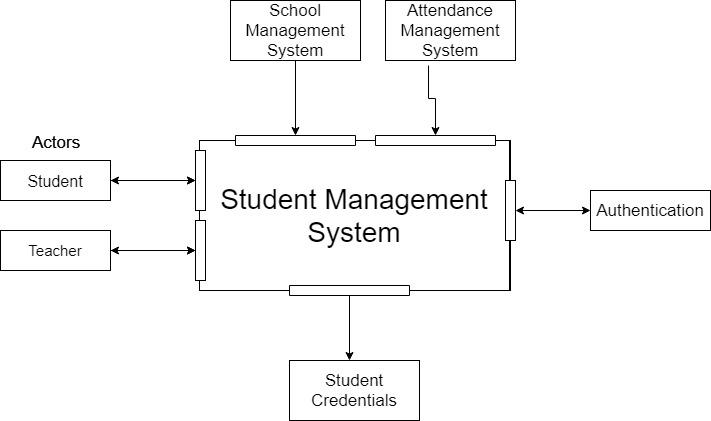 School
Management
System
Attendance
Management
System
Actors
Student
Teacher
Student Management
System
Authentication
Student
Credentials